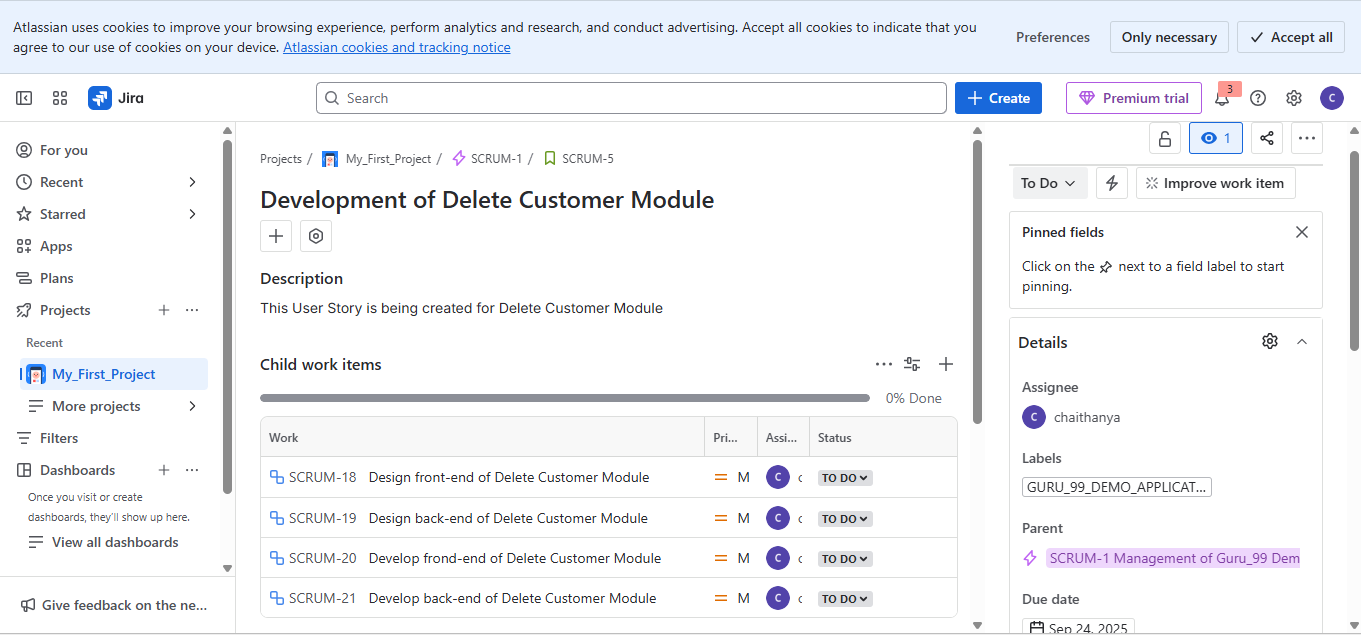 Atlassian uses cookies to improve your browsing experience, perform analytics and research, and conduct advertising. Accept all cookies to indicate that you
agree to our use of cookies on your device. Atlassian cookies and tracking notice
Preferences
Only necessary
Accept all
Jira
Search
Create
Premium trial
3
C
For you
Recent
Starred
Apps
Plans
Projects
Recent
My_First_Project
More projects
Filters
Dashboards
Once you visit or create
dashboards, they'll show up here.
View all dashboards
Give feedback on the ne...
Projects / My_First_Project / SCRUM-1 / SCRUM-5
Development of Delete Customer Module
Description
This User Story is being created for Delete Customer Module
Child work items
0% Done
Work Pri... Assi... Status
SCRUM-18 Design front-end of Delete Customer Module M C c TO DO
SCRUM-19 Design back-end of Delete Customer Module M C c TO DO
SCRUM-20 Develop frond-end of Delete Customer Module M C c TO DO
SCRUM-21 Develop back-end of Delete Customer Module M C c TO DO
1
To Do
Improve work item
Pinned fields
Click on the next to a field label to start
pinning.
Details
Assignee
C chaithanya
Labels
GURU_99_DEMO_APPLICAT...
Parent
SCRUM-1 Management of Guru_99 Dem
Due date
Sep 24, 2025